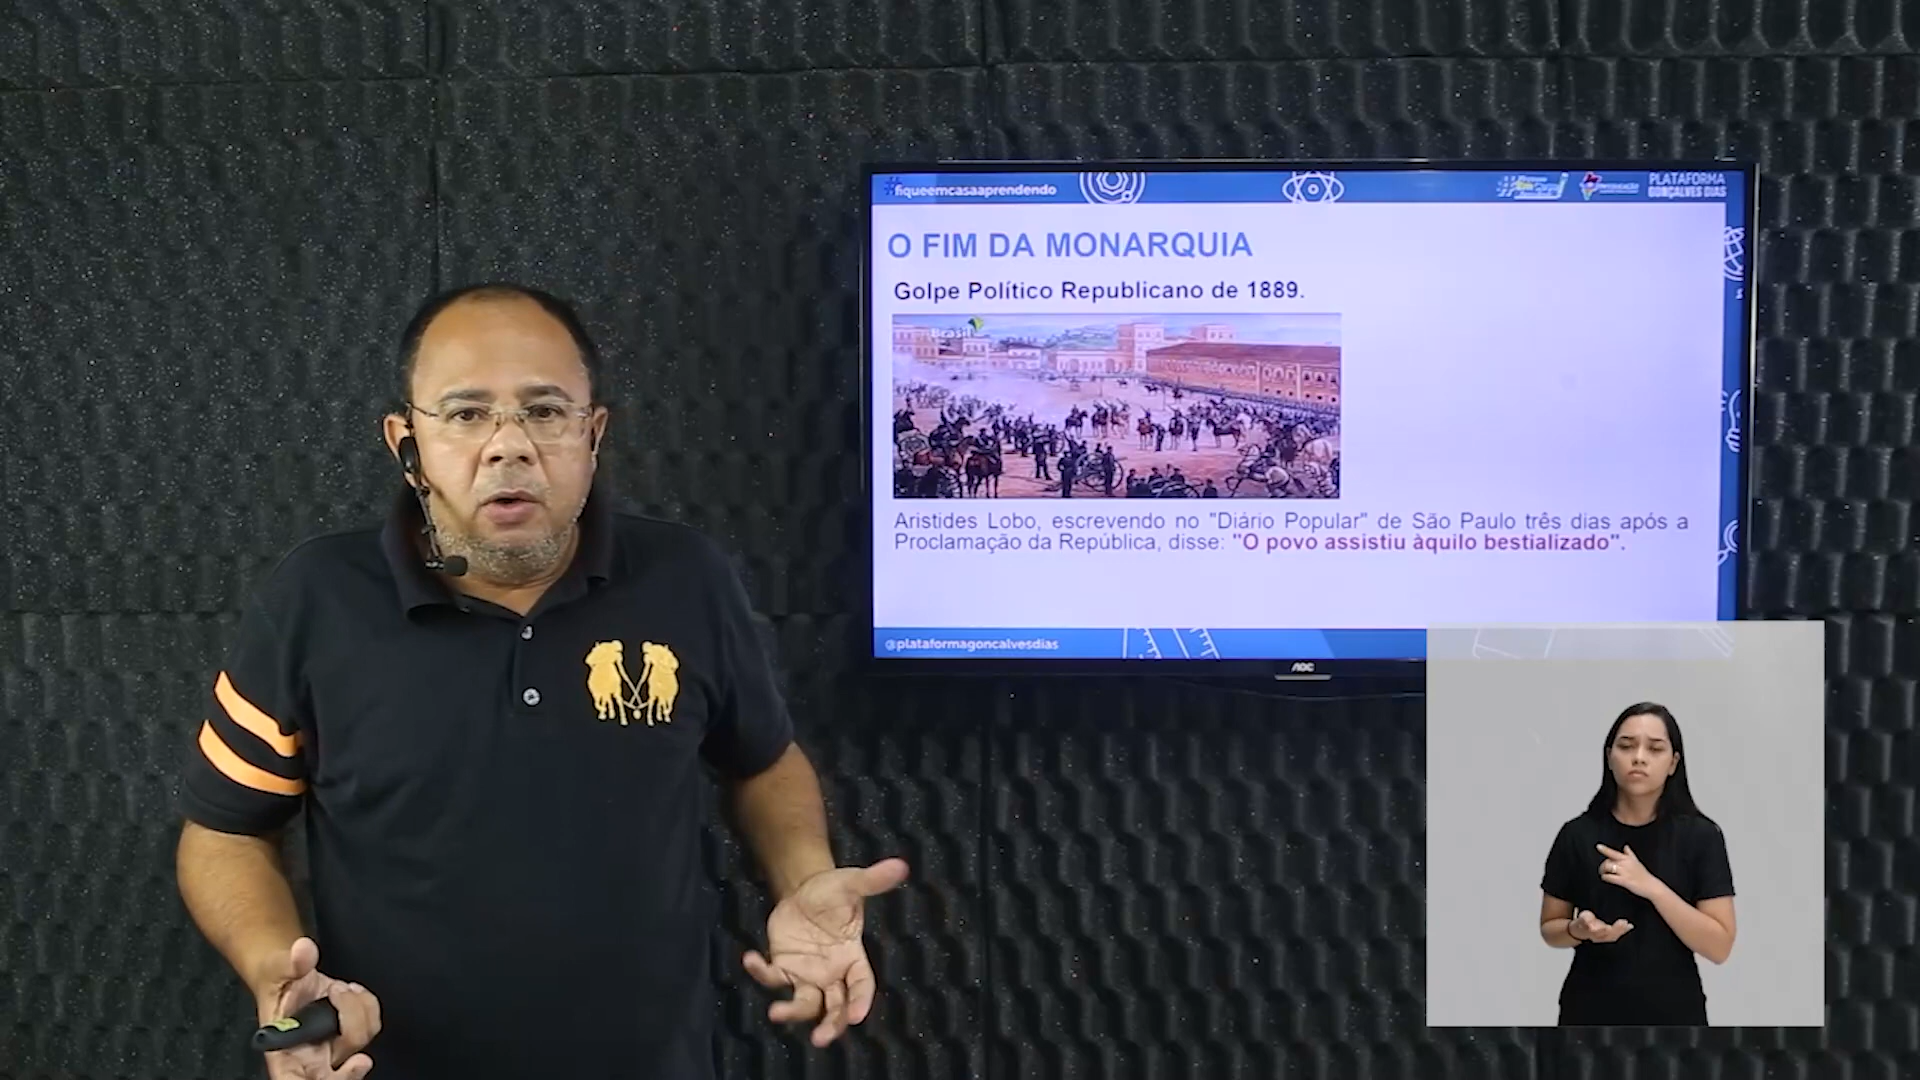 #fiqueemcasaaprendendo
PLATAFORMA
GONÇALVES DIAS
O FIM DA MONARQUIA
Golpe Político Republicano de 1889.
Brasil
Aristides Lobo, escrevendo no "Diário Popular" de São Paulo três dias após a
Proclamação da República, disse: "O povo assistiu àquilo bestializado".
@plataformagoncalvesdias
AOC